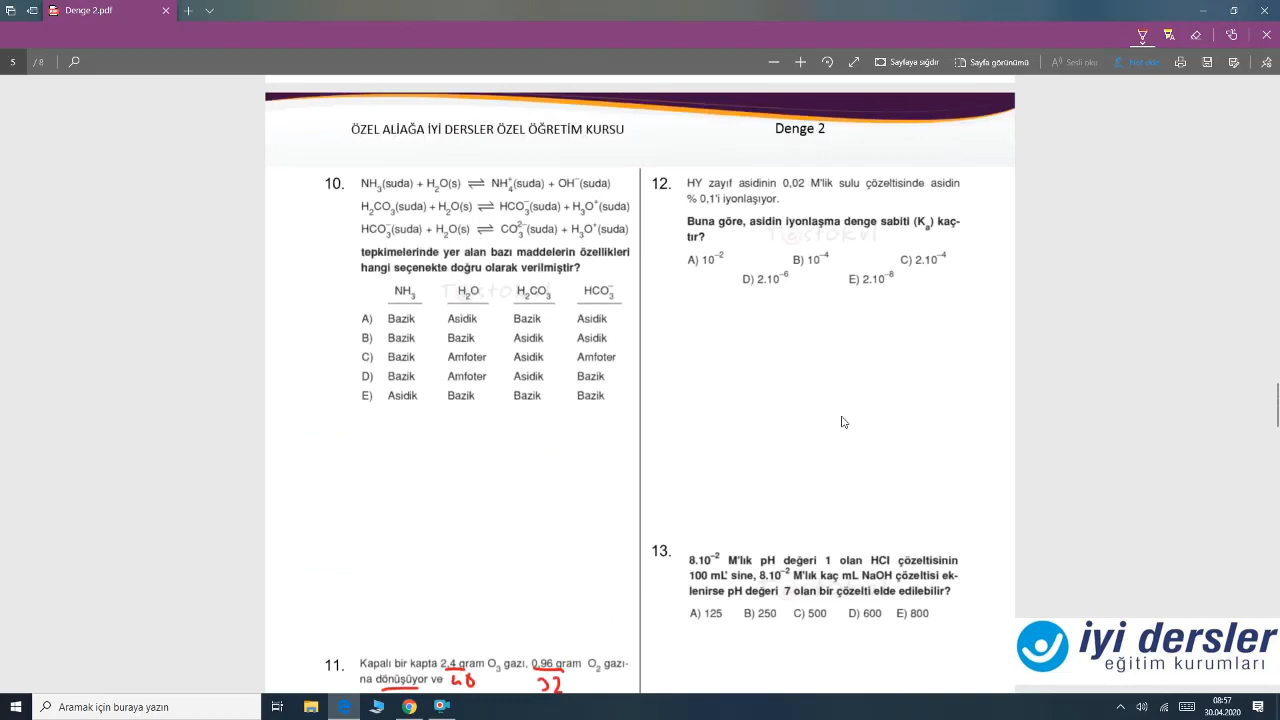 Denge 2.pdf
5
/8
Sayfaya sığdır
Sayfa görünümü
Sesli oku
Not ekle
ÖZEL ALİAĞA İYİ DERSLER ÖZEL ÖĞRETİM KURSU
Denge 2
10.
NH₃(suda) + H₂O(s) ⇌ NH₄⁺(suda) + OH⁻(suda)
H₂CO₃(suda) + H₂O(s) ⇌ HCO₃⁻(suda) + H₃O⁺(suda)
HCO₃⁻(suda) + H₂O(s) ⇌ CO₃²⁻(suda) + H₃O⁺(suda)
tepkimelerinde yer alan bazı maddelerin özellikleri
hangi seçenekte doğru olarak verilmiştir?
NH₃ H₂O H₂CO₃ HCO₃⁻
A) Bazik Asidik Bazik Asidik
B) Bazik Bazik Asidik Asidik
C) Bazik Amfoter Asidik Amfoter
D) Bazik Amfoter Asidik Bazik
E) Asidik Bazik Bazik Bazik
11.
Kapalı bir kapta 2,4 gram O₃ gazı, 0,96 gram O₂ gazı-
na dönüşüyor ve 48 32
12.
HY zayıf asidinin 0,02 M'lik sulu çözeltisinde asidin
% 0,1'i iyonlaşıyor.
Buna göre, asidin iyonlaşma denge sabiti (Kₐ) kaç-
tır?
A) 10⁻² B) 10⁻⁴ C) 2.10⁻⁴
D) 2.10⁻⁶ E) 2.10⁻⁸
13.
8.10⁻² M'lık pH değeri 1 olan HCI çözeltisinin
100 mL' sine, 8.10⁻² M'lık kaç mL NaOH çözeltisi ek-
lenirse pH değeri 7 olan bir çözelti elde edilebilir?
A) 125 B) 250 C) 500 D) 600 E) 800
iyi dersler
eğitim kurumları
Aramak için buraya yazın
08:57
30.04.2020